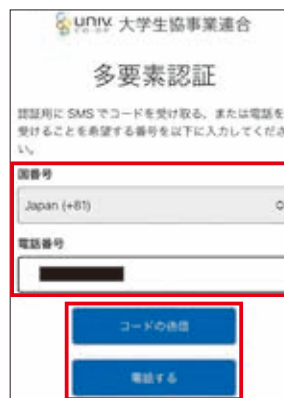 univ. 大学生協事業連合
CO-OP
多要素認証
認証用に SMS でコードを受け取る、または電話を
受けることを希望する番号を以下に入力してくださ
い。
国番号
Japan (+81)
電話番号
コードの送信
電話する